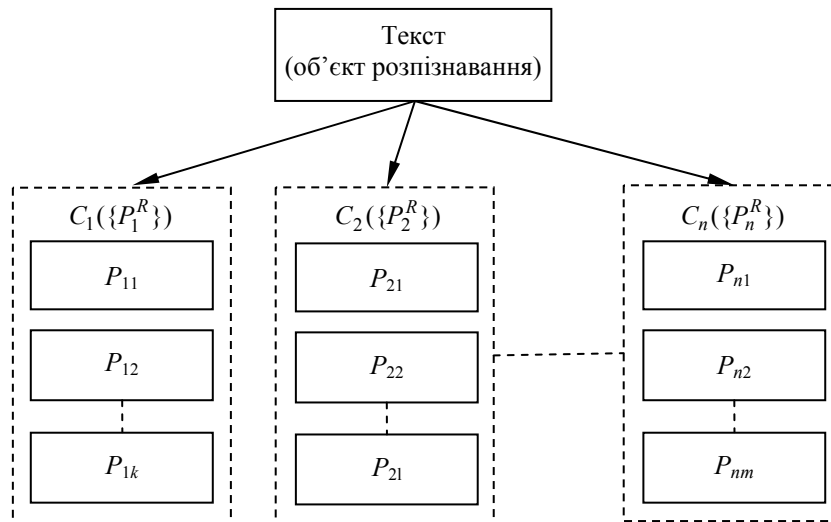 Текст
(об’єкт розпізнавання)
C₁({P₁ᴿ}) C₂({P₂ᴿ}) Cₙ({Pₙᴿ})
P₁₁ P₂₁ Pₙ₁
P₁₂ P₂₂ Pₙ₂
P₁ₖ P₂ₗ Pₙₘ